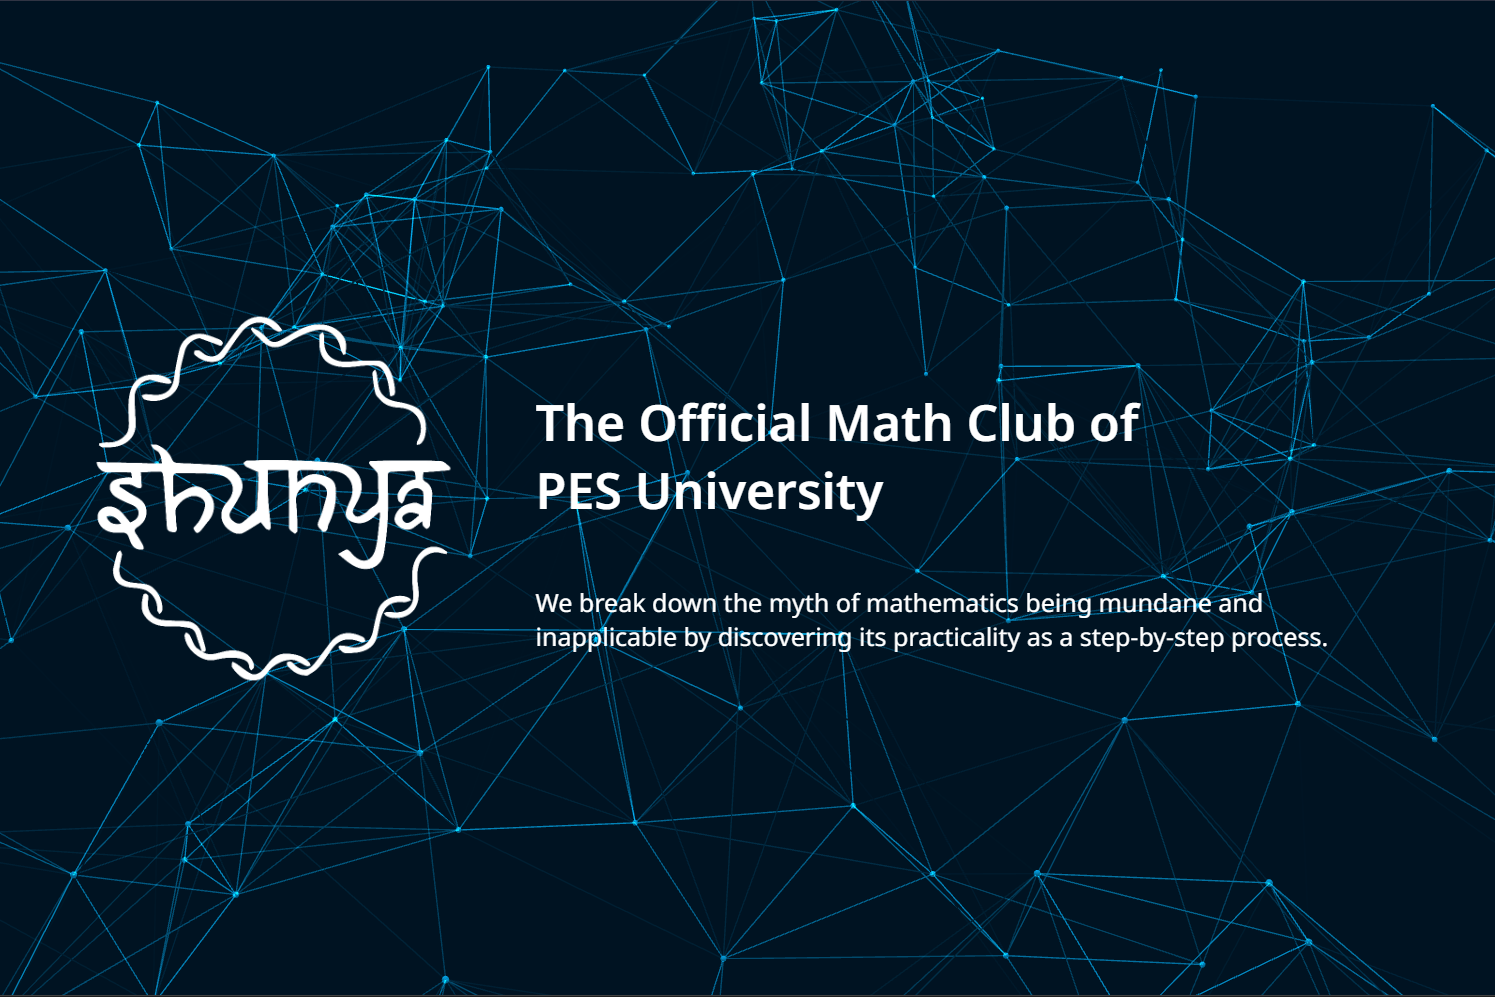 shunya
The Official Math Club of
PES University
We break down the myth of mathematics being mundane and
inapplicable by discovering its practicality as a step-by-step process.